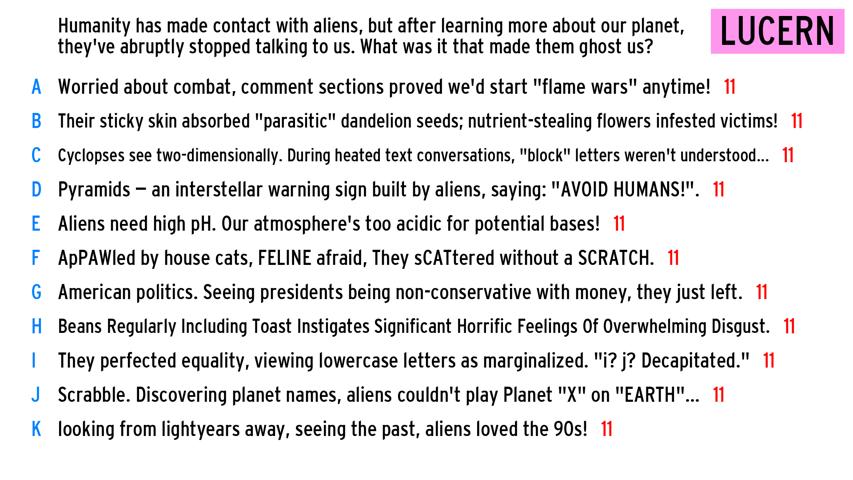 Humanity has made contact with aliens, but after learning more about our planet,
they've abruptly stopped talking to us. What was it that made them ghost us?
LUCERN
A Worried about combat, comment sections proved we'd start "flame wars" anytime! 11
B Their sticky skin absorbed "parasitic" dandelion seeds; nutrient-stealing flowers infested victims! 11
C Cyclopses see two-dimensionally. During heated text conversations, "block" letters weren't understood... 11
D Pyramids — an interstellar warning sign built by aliens, saying: "AVOID HUMANS!". 11
E Aliens need high pH. Our atmosphere's too acidic for potential bases! 11
F ApPAWled by house cats, FELINE afraid, They sCATtered without a SCRATCH. 11
G American politics. Seeing presidents being non-conservative with money, they just left. 11
H Beans Regularly Including Toast Instigates Significant Horrific Feelings Of Overwhelming Disgust. 11
I They perfected equality, viewing lowercase letters as marginalized. "i? j? Decapitated." 11
J Scrabble. Discovering planet names, aliens couldn't play Planet "X" on "EARTH"... 11
K looking from lightyears away, seeing the past, aliens loved the 90s! 11